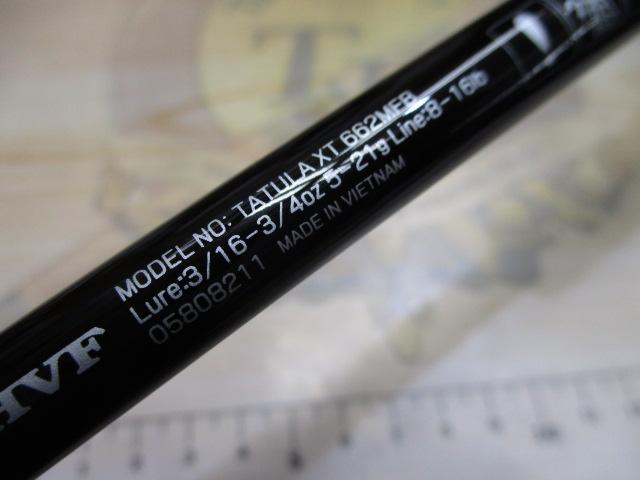 MODEL NO: TATULA XT 662MFB
Lure:3/16-3/4oz 5-21g Line:8-16lb
05808211 MADE IN VIETNAM
HVF